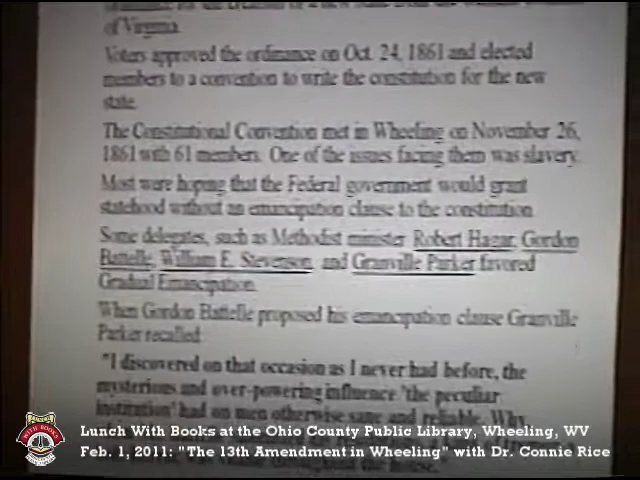 of Virginia.
Voters approved the ordinance on Oct. 24, 1861 and elected
members to a convention to write the constitution for the new
state.
The Constitutional Convention met in Wheeling on November 26,
1861 with 61 members. One of the issues facing them was slavery.
Most were hoping that the Federal government would grant
statehood without an emancipation clause to the constitution.
Some delegates, such as Methodist minister Robert Hagar, Gordon
Battelle, William E. Stevenson, and Granville Parker favored
Gradual Emancipation.
When Gordon Battelle proposed his emancipation clause Granville
Parker recalled:
"I discovered on that occasion as I never had before, the
mysterious and over-powering influence 'the peculiar
institution' had on men otherwise sane and reliable. Why
WITH BOOKS
Lunch With Books at the Ohio County Public Library, Wheeling, WV
Feb. 1, 2011: "The 13th Amendment in Wheeling" with Dr. Connie Rice